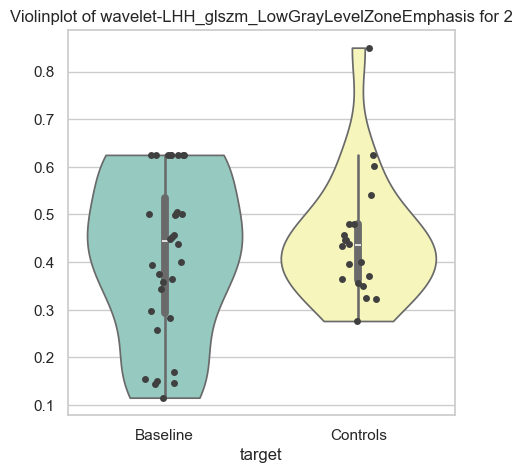 Violinplot of wavelet-LHH_glszm_LowGrayLevelZoneEmphasis for 2
0.8
0.7
0.6
0.5
0.4
0.3
0.2
0.1
Baseline
Controls
target